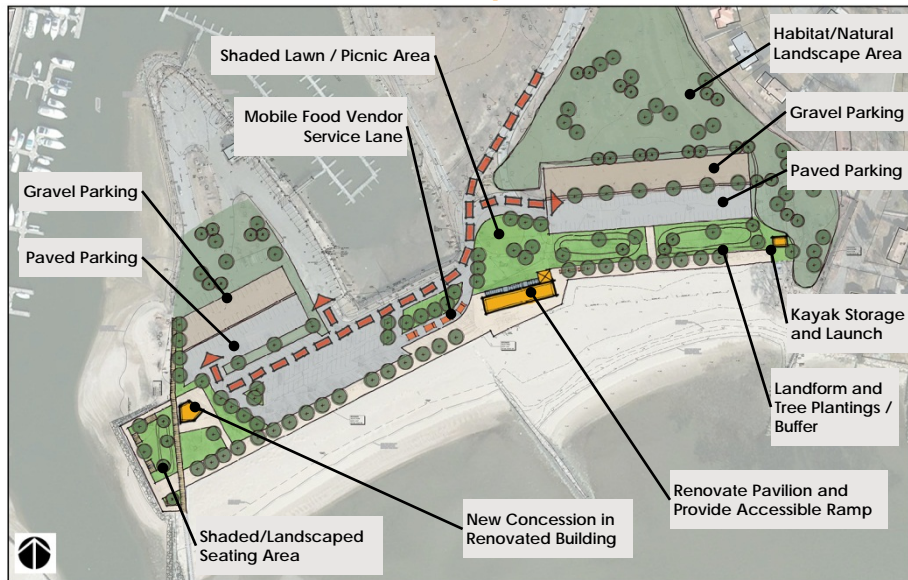 Shaded Lawn / Picnic Area
Habitat/Natural
Landscape Area
Mobile Food Vendor
Service Lane
Gravel Parking
Paved Parking
Gravel Parking
Paved Parking
Kayak Storage
and Launch
Landform and
Tree Plantings /
Buffer
Renovate Pavilion and
Provide Accessible Ramp
New Concession in
Renovated Building
Shaded/Landscaped
Seating Area